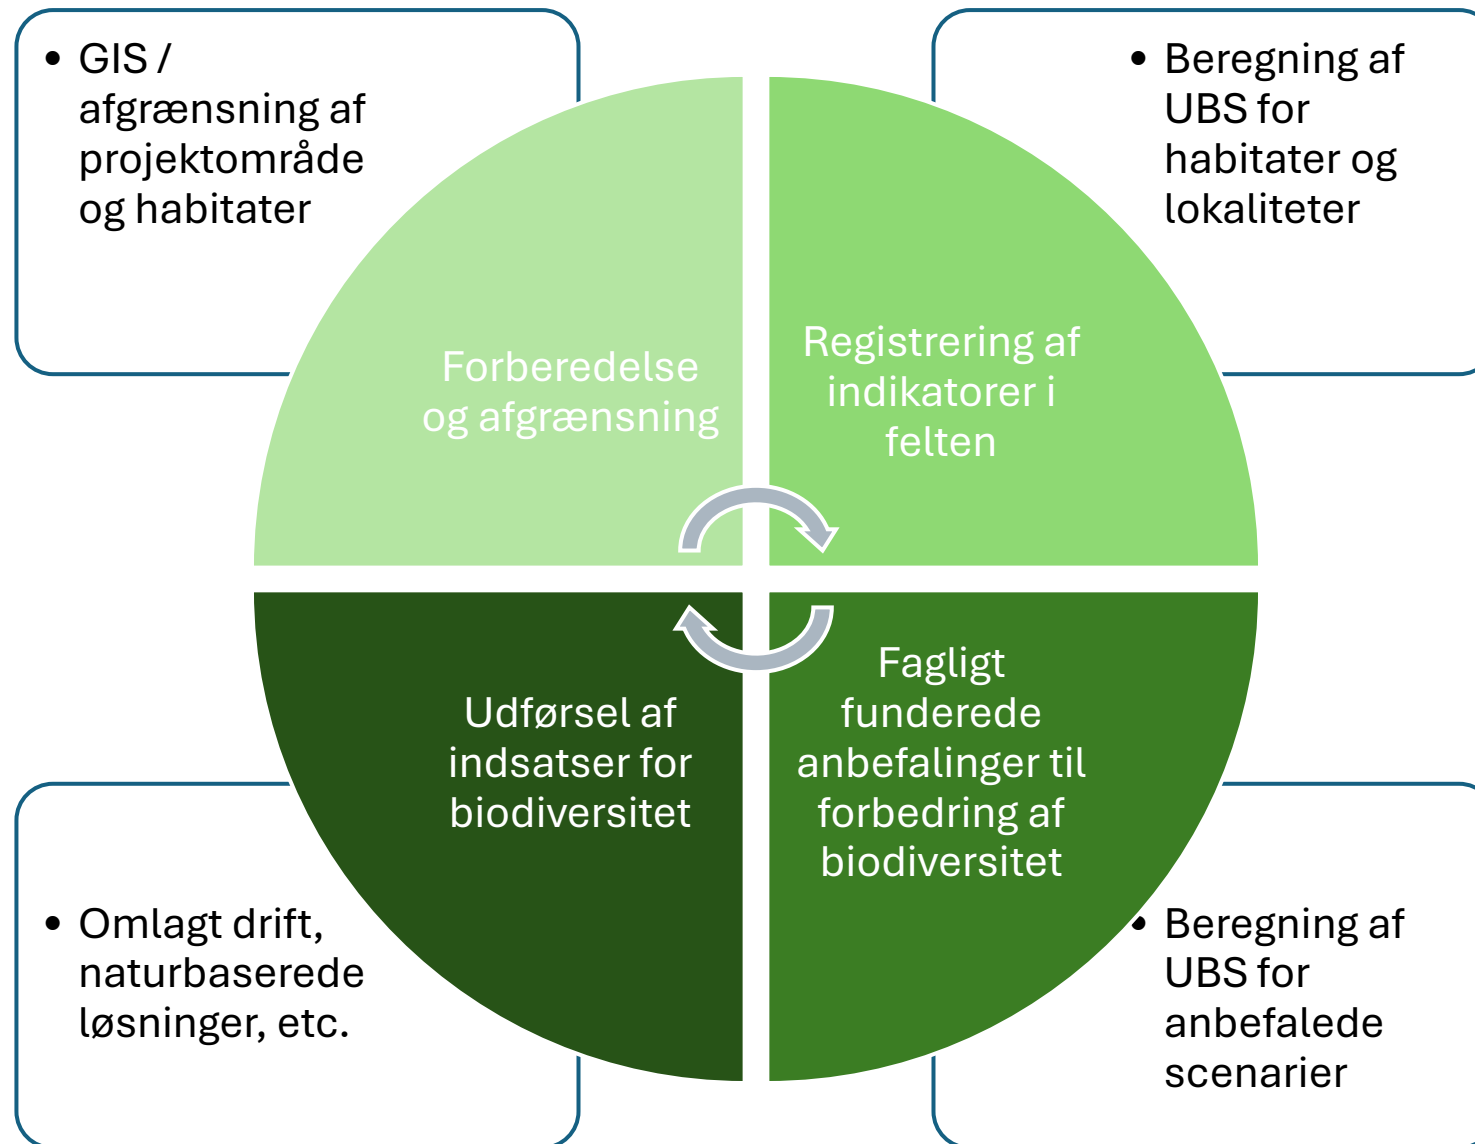 • GIS /
afgrænsning af
projektområde
og habitater
• Beregning af
UBS for
habitater og
lokaliteter
Forberedelse
og afgrænsning
Registrering af
indikatorer i
felten
Udførsel af
indsatser for
biodiversitet
Fagligt
funderede
anbefalinger til
forbedring af
biodiversitet
• Omlagt drift,
naturbaserede
løsninger, etc.
• Beregning af
UBS for
anbefalede
scenarier